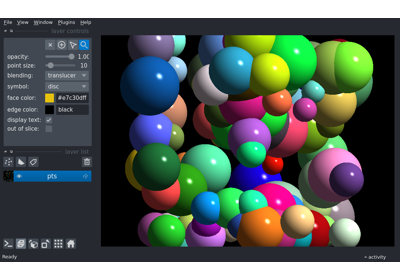 File View Window Plugins Help
layer controls
opacity: 1.00
point size: 10
blending: translucen
symbol: disc
face color: #e7c30dff
edge color: black
display text: ✓
out of slice:
layer list
pts
Ready
activity